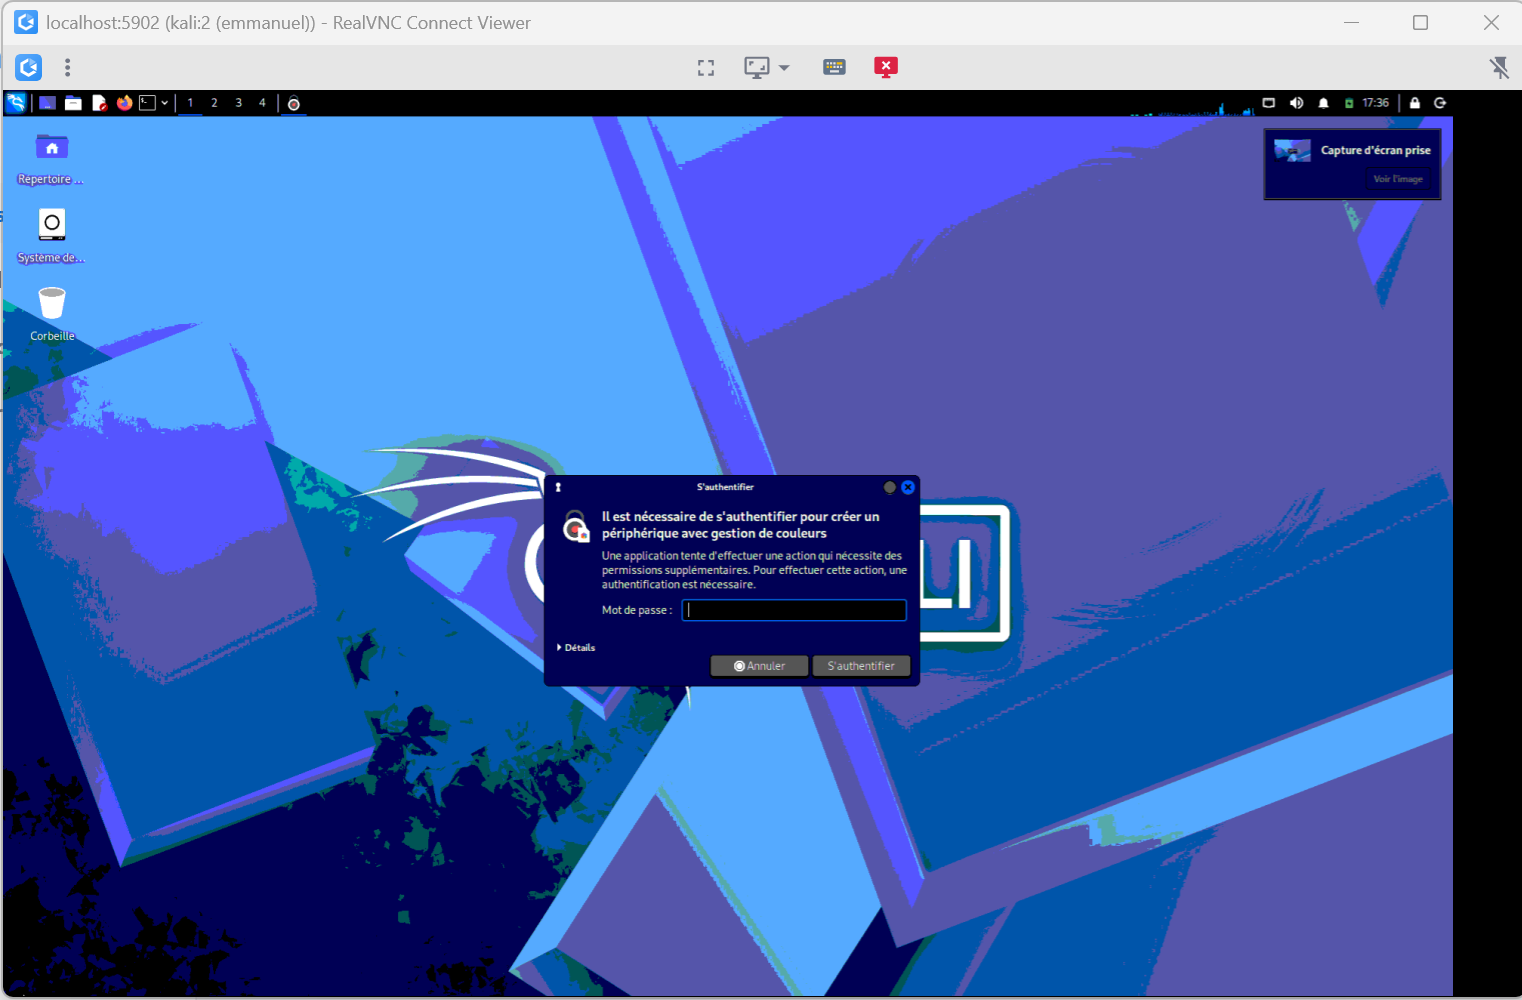 localhost:5902 (kali:2 (emmanuel)) - RealVNC Connect Viewer
1 2 3 4
17:36
Répertoire ...
Système de...
Corbeille
Capture d'écran prise
Voir l'image
S'authentifier
Il est nécessaire de s'authentifier pour créer un
périphérique avec gestion de couleurs
Une application tente d'effectuer une action qui nécessite des
permissions supplémentaires. Pour effectuer cette action, une
authentification est nécessaire.
Mot de passe :
Détails
Annuler
S'authentifier
LI